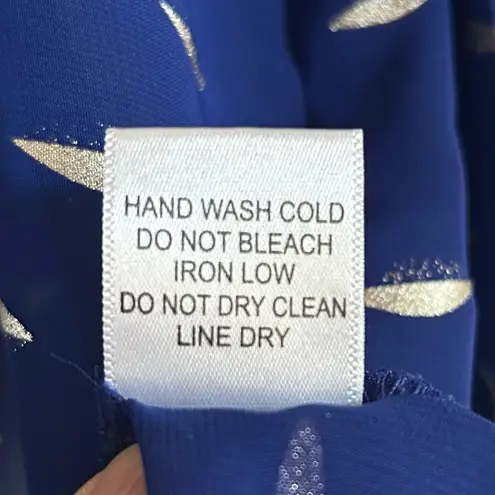 HAND WASH COLD
DO NOT BLEACH
IRON LOW
DO NOT DRY CLEAN
LINE DRY